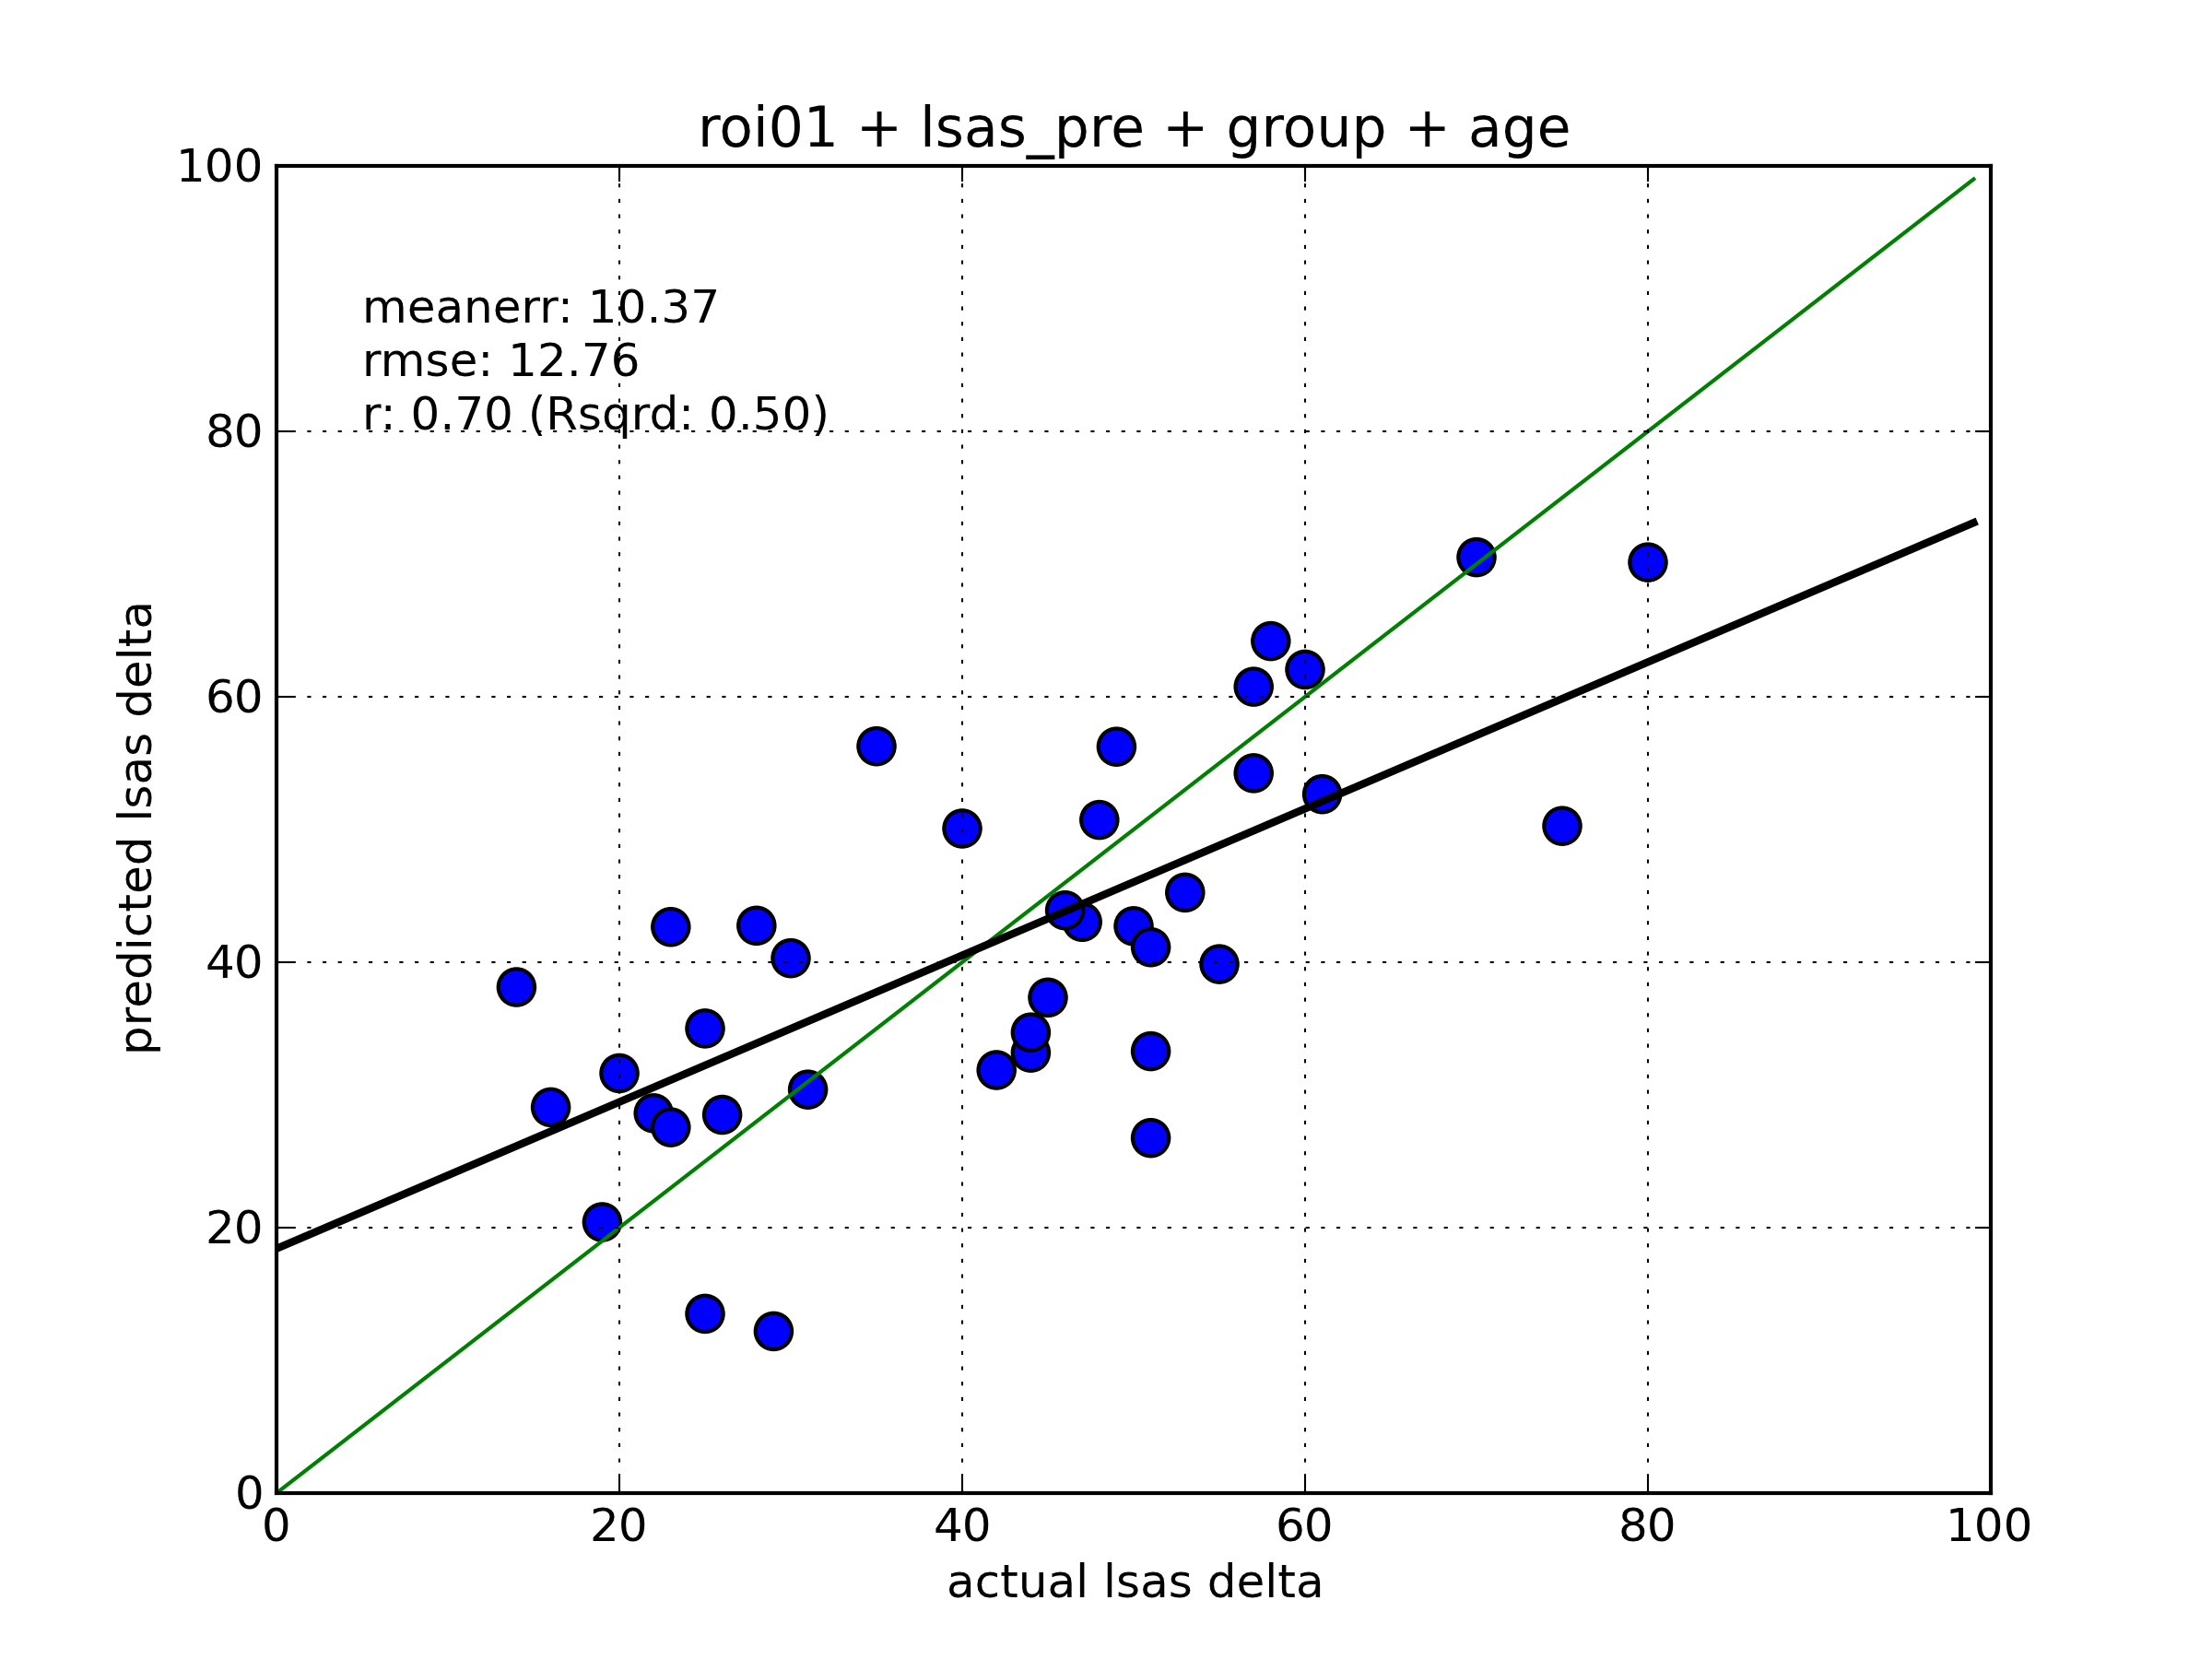 roi01 + lsas_pre + group + age
100
meanerr: 10.37
rmse: 12.76
r: 0.70 (Rsqrd: 0.50)
80
60
40
20
0
predicted lsas delta
0 20 40 60 80 100
actual lsas delta